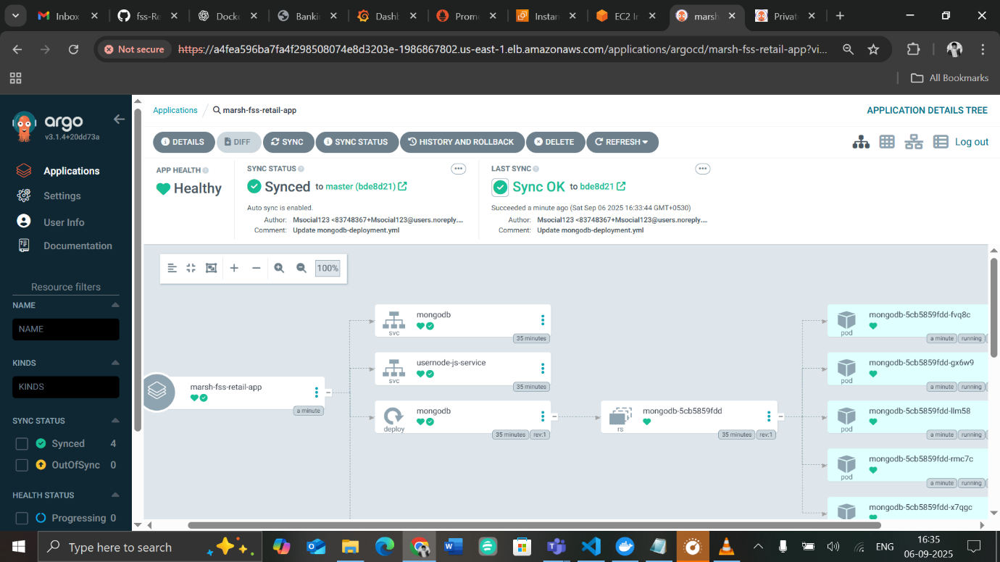 Inbox
fss-Re
Docke
Bankin
Dashb
Prome
Instan
EC2 In
marsh
Privat
Not secure
https://a4fea596ba7fa4f298508074e8d3203e-1986867802.us-east-1.elb.amazonaws.com/applications/argocd/marsh-fss-retail-app?vi...
All Bookmarks
argo
v3.1.4+20dd73a
Applications
Settings
User Info
Documentation
Resource filters
NAME
NAME
KINDS
KINDS
SYNC STATUS
Synced 4
OutOfSync 0
HEALTH STATUS
Progressing 0
Applications / marsh-fss-retail-app
APPLICATION DETAILS TREE
DETAILS
DIFF
SYNC
SYNC STATUS
HISTORY AND ROLLBACK
DELETE
REFRESH
Log out
APP HEALTH
Healthy
SYNC STATUS
Synced to master (bde8d21)
Auto sync is enabled.
Author: Msocial123 <83748367+Msocial123@users.noreply....
Comment: Update mongodb-deployment.yml
LAST SYNC
Sync OK to bde8d21
Succeeded a minute ago (Sat Sep 06 2025 16:33:44 GMT+0530)
Author: Msocial123 <83748367+Msocial123@users.noreply....
Comment: Update mongodb-deployment.yml
100%
marsh-fss-retail-app
a minute
mongodb
svc
35 minutes
usernode-js-service
svc
35 minutes
mongodb
deploy
35 minutes rev:1
mongodb-5cb5859fdd
rs
35 minutes rev:1
mongodb-5cb5859fdd-fvq8c
pod
a minute running
mongodb-5cb5859fdd-gx6w9
pod
a minute running
mongodb-5cb5859fdd-llm58
pod
a minute running
mongodb-5cb5859fdd-rmc7c
pod
a minute running
mongodb-5cb5859fdd-x7qgc
Type here to search
ENG
16:35
06-09-2025